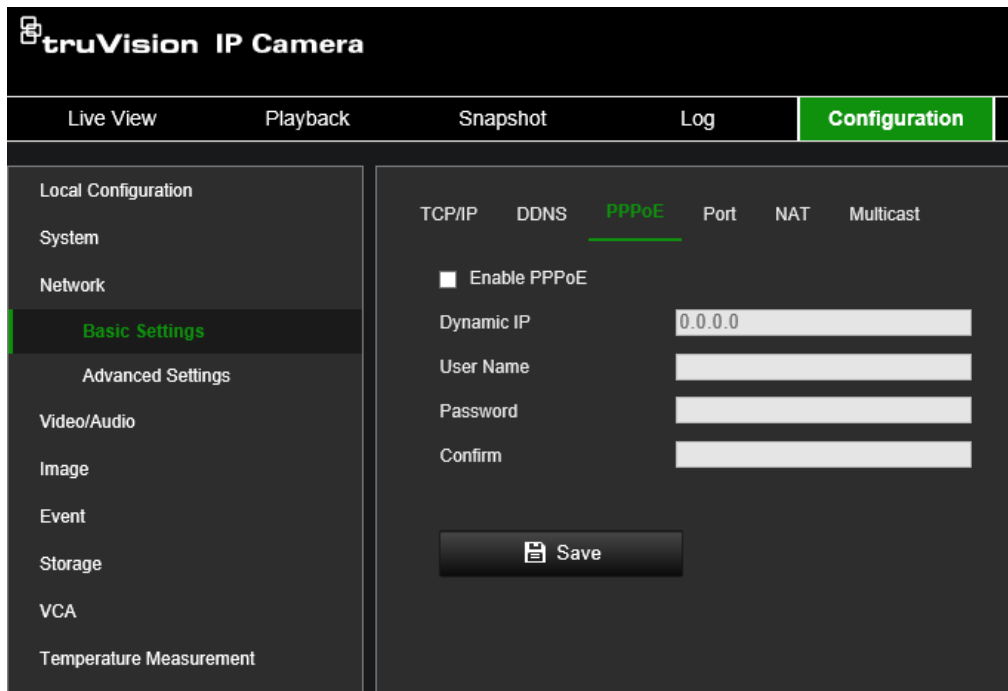 truVision IP Camera
Live View Playback Snapshot Log Configuration
Local Configuration
System
Network
Basic Settings
Advanced Settings
Video/Audio
Image
Event
Storage
VCA
Temperature Measurement
TCP/IP DDNS PPPoE Port NAT Multicast
Enable PPPoE
Dynamic IP 0.0.0.0
User Name
Password
Confirm
Save